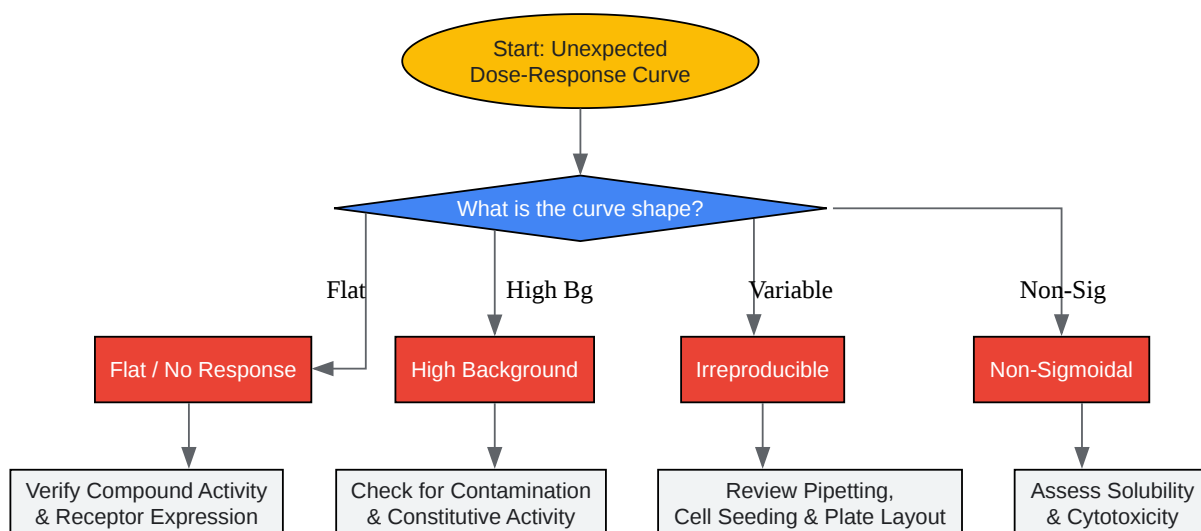 Start: Unexpected
Dose-Response Curve
What is the curve shape?
Flat
High Bg
Variable
Non-Sig
Flat / No Response
High Background
Irreproducible
Non-Sigmoidal
Verify Compound Activity
& Receptor Expression
Check for Contamination
& Constitutive Activity
Review Pipetting,
Cell Seeding & Plate Layout
Assess Solubility
& Cytotoxicity